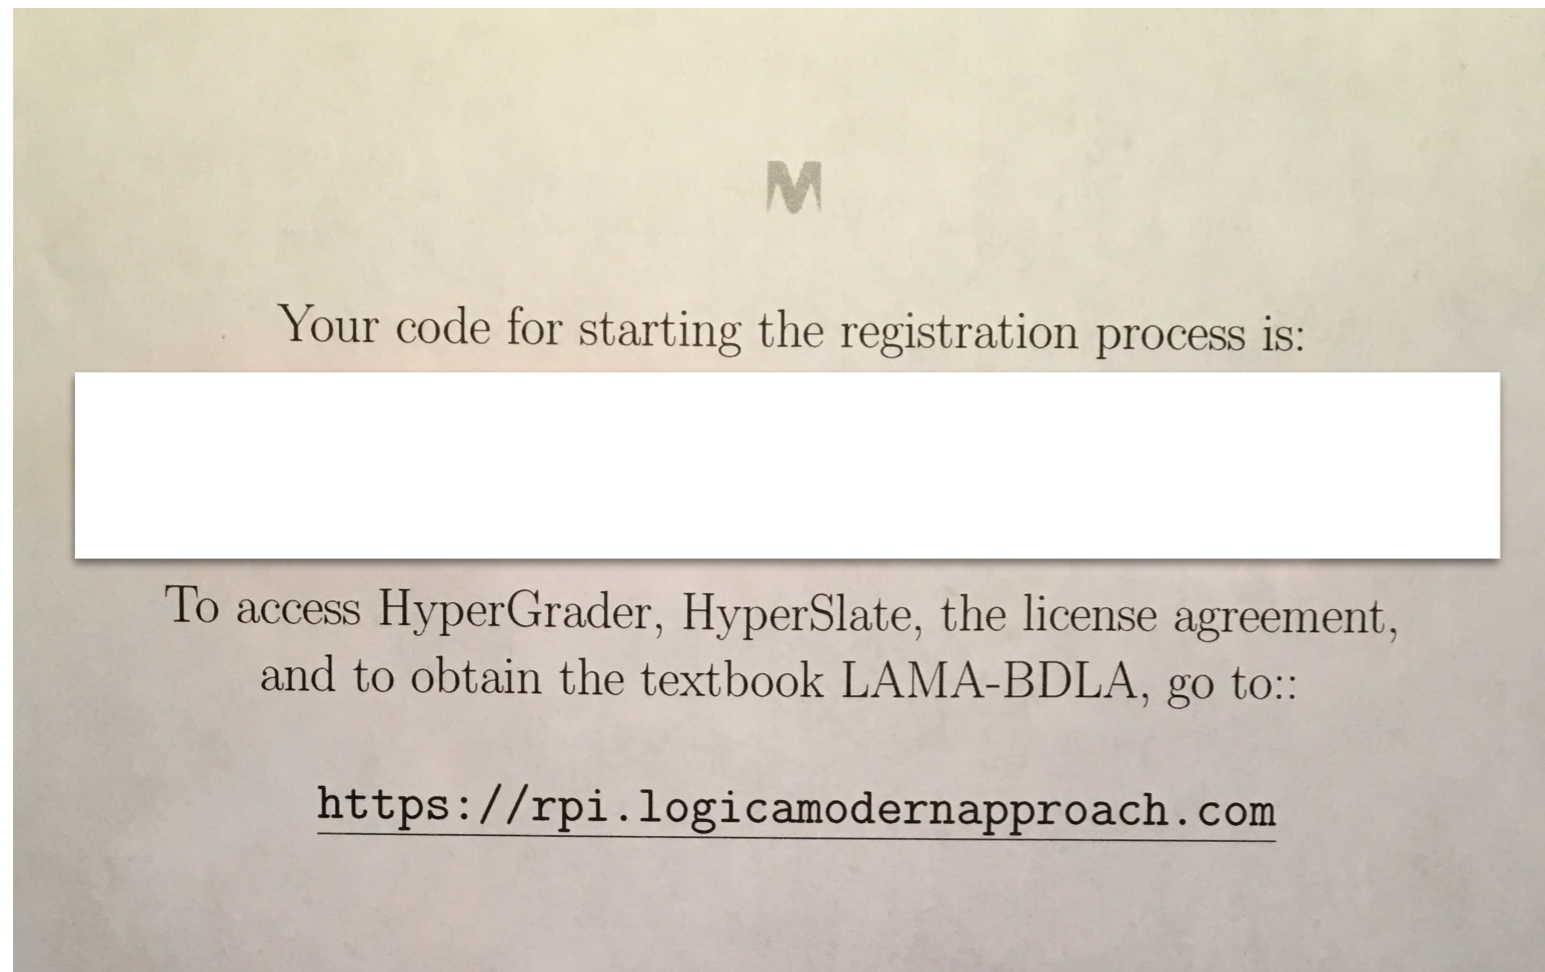 M
Your code for starting the registration process is:
To access HyperGrader, HyperSlate, the license agreement,
and to obtain the textbook LAMA-BDLA, go to::
https://rpi.logicamodernapproach.com